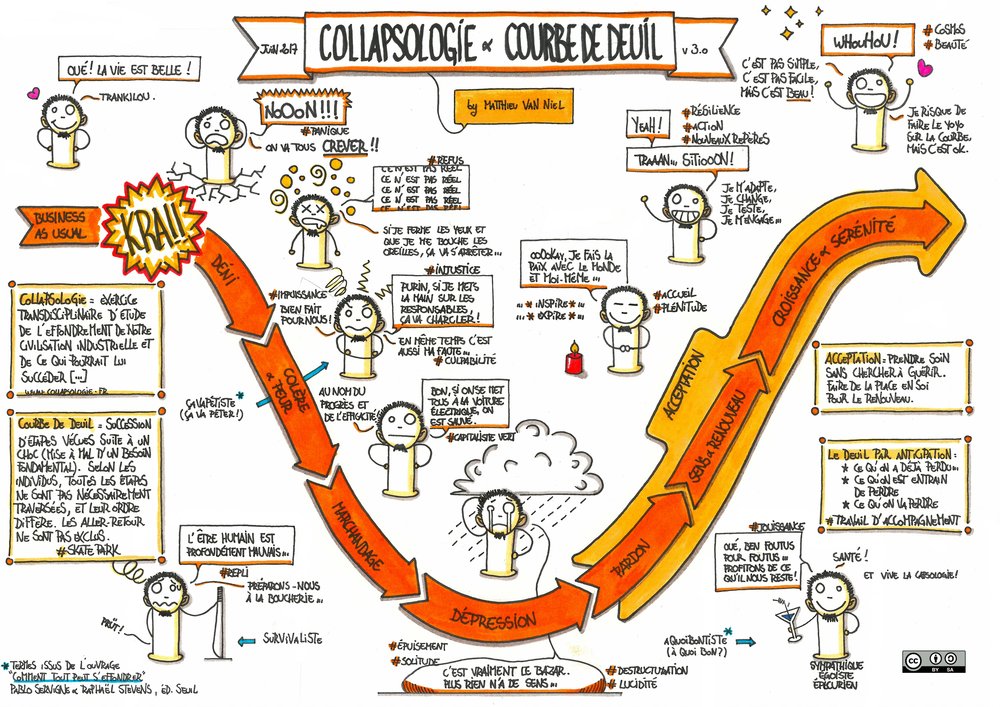 JUIN 2017
COLLAPSOLOGIE & COURBE DE DEUIL
V 3.0
by MATTHIEU VAN NIEL
OUÉ! LA VIE EST BELLE!
TRANKILOU.
NOOON!!!
#PANIQUE
ON VA TOUS CREVER!!
#REFUS
CE N'EST PAS RÉEL
CE N'EST PAS RÉEL
CE N'EST PAS RÉEL
CE N'EST PAS RÉEL
CE N'EST PAS RÉEL
SI JE FERME LES YEUX ET
QUE JE ME BOUCHE LES
OREILLES, ÇA VA S'ARRÊTER...
BUSINESS
AS USUAL
KRA!!
DÉNI
COLLAPSOLOGIE = EXERCICE
TRANSDISCIPLINAIRE D'ÉTUDE
DE L'EFFONDREMENT DE NOTRE
CIVILISATION INDUSTRIELLE ET
DE CE QUI POURRAIT LUI
SUCCÉDER [...]
WWW.COLLAPSOLOGIE.FR
COURBE DE DEUIL = SUCCESSION
D'ÉTAPES VÉCUES SUITE À UN
CHOC (MISE À MAL D'UN BESOIN
FONDAMENTAL). SELON LES
INDIVIDUS, TOUTES LES ÉTAPES
NE SONT PAS NÉCESSAIREMENT
TRAVERSÉES, ET LEUR ORDRE
DIFFÈRE. LES ALLER-RETOUR
NE SONT PAS EXCLUS.
#SKATE PARK
#INJUSTICE
PURIN, SI JE METS
LA MAIN SUR LES
RESPONSABLES,
ÇA VA CHARCLER!
#IMPUISSANCE
BIEN FAIT
POUR NOUS!
EN MÊME TEMPS C'EST
AUSSI MA FAUTE...
#CULPABILITÉ
COLÈRE
& PEUR
ÇAVAPÉTISTE*
(ÇA VA PÉTER!)
AU NOM DU
PROGRÈS ET
DE L'EFFICACITÉ
BON, SI ON SE MET
TOUS À LA VOITURE
ÉLECTRIQUE, ON
EST SAUVÉ.
#CAPITALISME VERT
MARCHANDAGE
L'ÊTRE HUMAIN EST
PROFONDÉMENT MAUVAIS...
#REPLI
PRÉPARONS-NOUS
À LA BOUCHERIE...
PRÛT!
SURVIVALISTE
* TERMES ISSUS DE L'OUVRAGE
"COMMENT TOUT PEUT S'EFFONDRER"
PABLO SERVIGNE & RAPHAËL STEVENS, ÉD. SEUIL
DÉPRESSION
#ÉPUISEMENT
#SOLITUDE
C'EST VRAIMENT LE BAZAR.
PLUS RIEN N'A DE SENS...
#DESTRUCTURATION
#LUCIDITÉ
PARDON
ACCEPTATION
SENS & RENOUVEAU
CROISSANCE & SÉRÉNITÉ
OOOOKAY, JE FAIS LA
PAIX AVEC LE MONDE
ET MOI-MÊME...
... * INSPIRE * ...
... * EXPIRE * ...
#ACCUEIL
#PLÉNITUDE
YEAH!
#RÉSILIENCE
#ACTION
#NOUVEAUX REPÈRES
TRAAAN... SITIOOON!
JE M'ADAPTE,
JE CHANGE,
JE TESTE,
JE M'ENGAGE...
WHOUHOU!
#COSMOS
#BEAUTÉ
C'EST PAS SIMPLE,
C'EST PAS FACILE,
MAIS C'EST BEAU!
JE RISQUE DE
FAIRE LE YOYO
SUR LA COURBE.
MAIS C'EST OK.
ACCEPTATION = PRENDRE SOIN
SANS CHERCHER À GUÉRIR.
FAIRE DE LA PLACE EN SOI
POUR LE RENOUVEAU.
LE DEUIL PAR ANTICIPATION:
★ CE QU'ON A DÉJÀ PERDU...
★ CE QU'ON EST ENTRAIN
DE PERDRE
★ CE QU'ON VA PERDRE
#TRAVAIL D'ACCOMPAGNEMENT
#JOUISSANCE
OUÉ, BEN FOUTUS
POUR FOUTUS...
PROFITONS DE CE
QU'IL NOUS RESTE!
SANTÉ!
ET VIVE LA CAPSOLOGIE!
AQUOIBONTISTE*
(À QUOI BON?)
SYMPATHIQUE
ÉGOÏSTE
ÉPICURIEN
CC BY SA